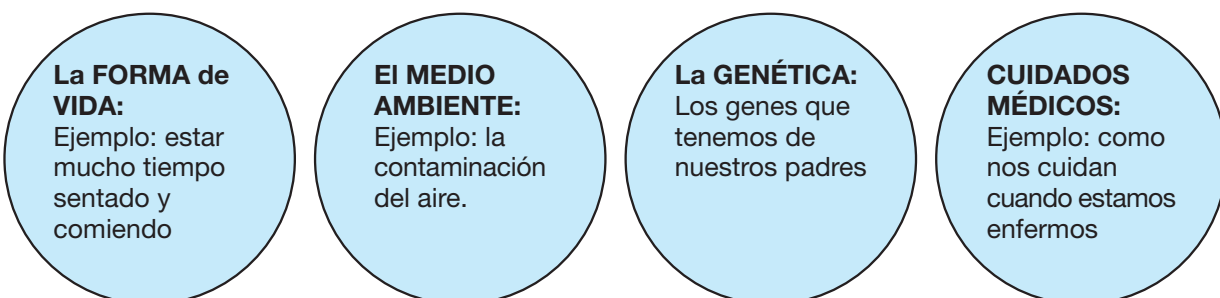 La FORMA de
VIDA:
Ejemplo: estar
mucho tiempo
sentado y
comiendo
El MEDIO
AMBIENTE:
Ejemplo: la
contaminación
del aire.
La GENÉTICA:
Los genes que
tenemos de
nuestros padres
CUIDADOS
MÉDICOS:
Ejemplo: como
nos cuidan
cuando estamos
enfermos